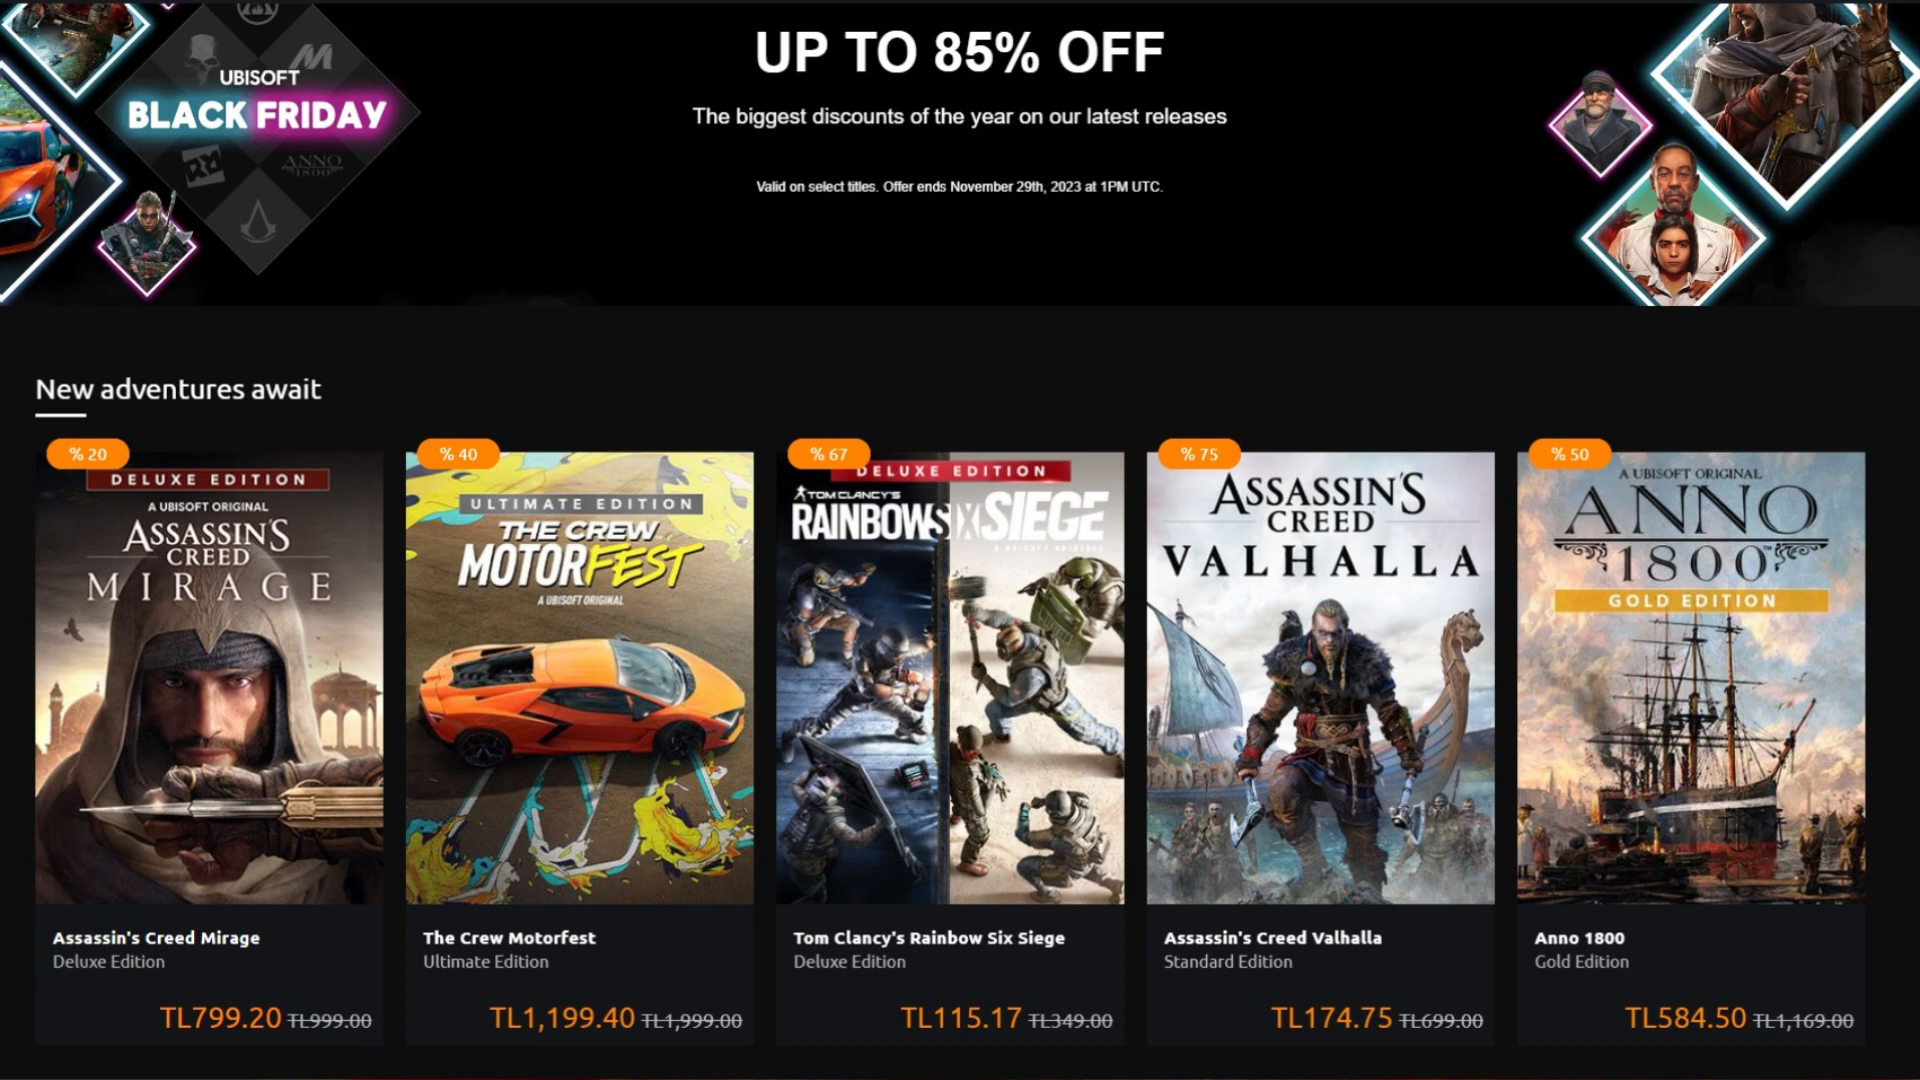 UBISOFT
BLACK FRIDAY
ANNO
1800
UP TO 85% OFF
The biggest discounts of the year on our latest releases
Valid on select titles. Offer ends November 29th, 2023 at 1PM UTC.
New adventures await
% 20
DELUXE EDITION
A UBISOFT ORIGINAL
ASSASSIN'S
CREED
MIRAGE
Assassin's Creed Mirage
Deluxe Edition
TL799.20 TL999.00
% 40
ULTIMATE EDITION
THE CREW
MOTORFEST
A UBISOFT ORIGINAL
The Crew Motorfest
Ultimate Edition
TL1,199.40 TL1,999.00
% 67
DELUXE EDITION
TOM CLANCY'S
RAINBOW SIX SIEGE
A UBISOFT ORIGINAL
Tom Clancy's Rainbow Six Siege
Deluxe Edition
TL115.17 TL349.00
% 75
ASSASSIN'S
CREED
VALHALLA
Assassin's Creed Valhalla
Standard Edition
TL174.75 TL699.00
% 50
A UBISOFT ORIGINAL
ANNO
1800™
GOLD EDITION
Anno 1800
Gold Edition
TL584.50 TL1,169.00